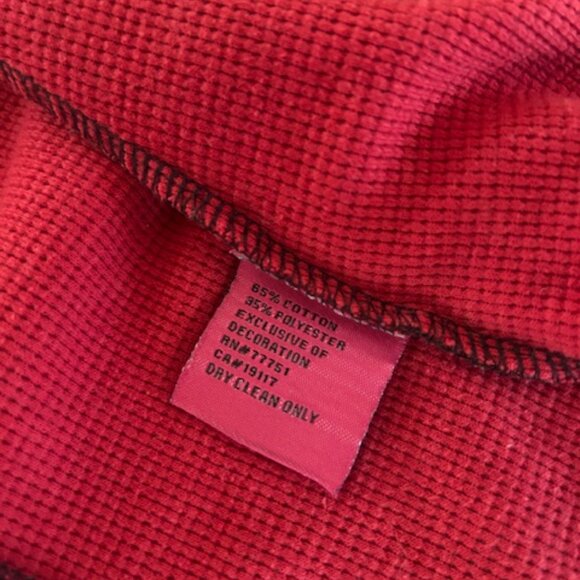 65% COTTON
35% POLYESTER
EXCLUSIVE OF
DECORATION
RN#77751
CA#19117
DRY CLEAN ONLY